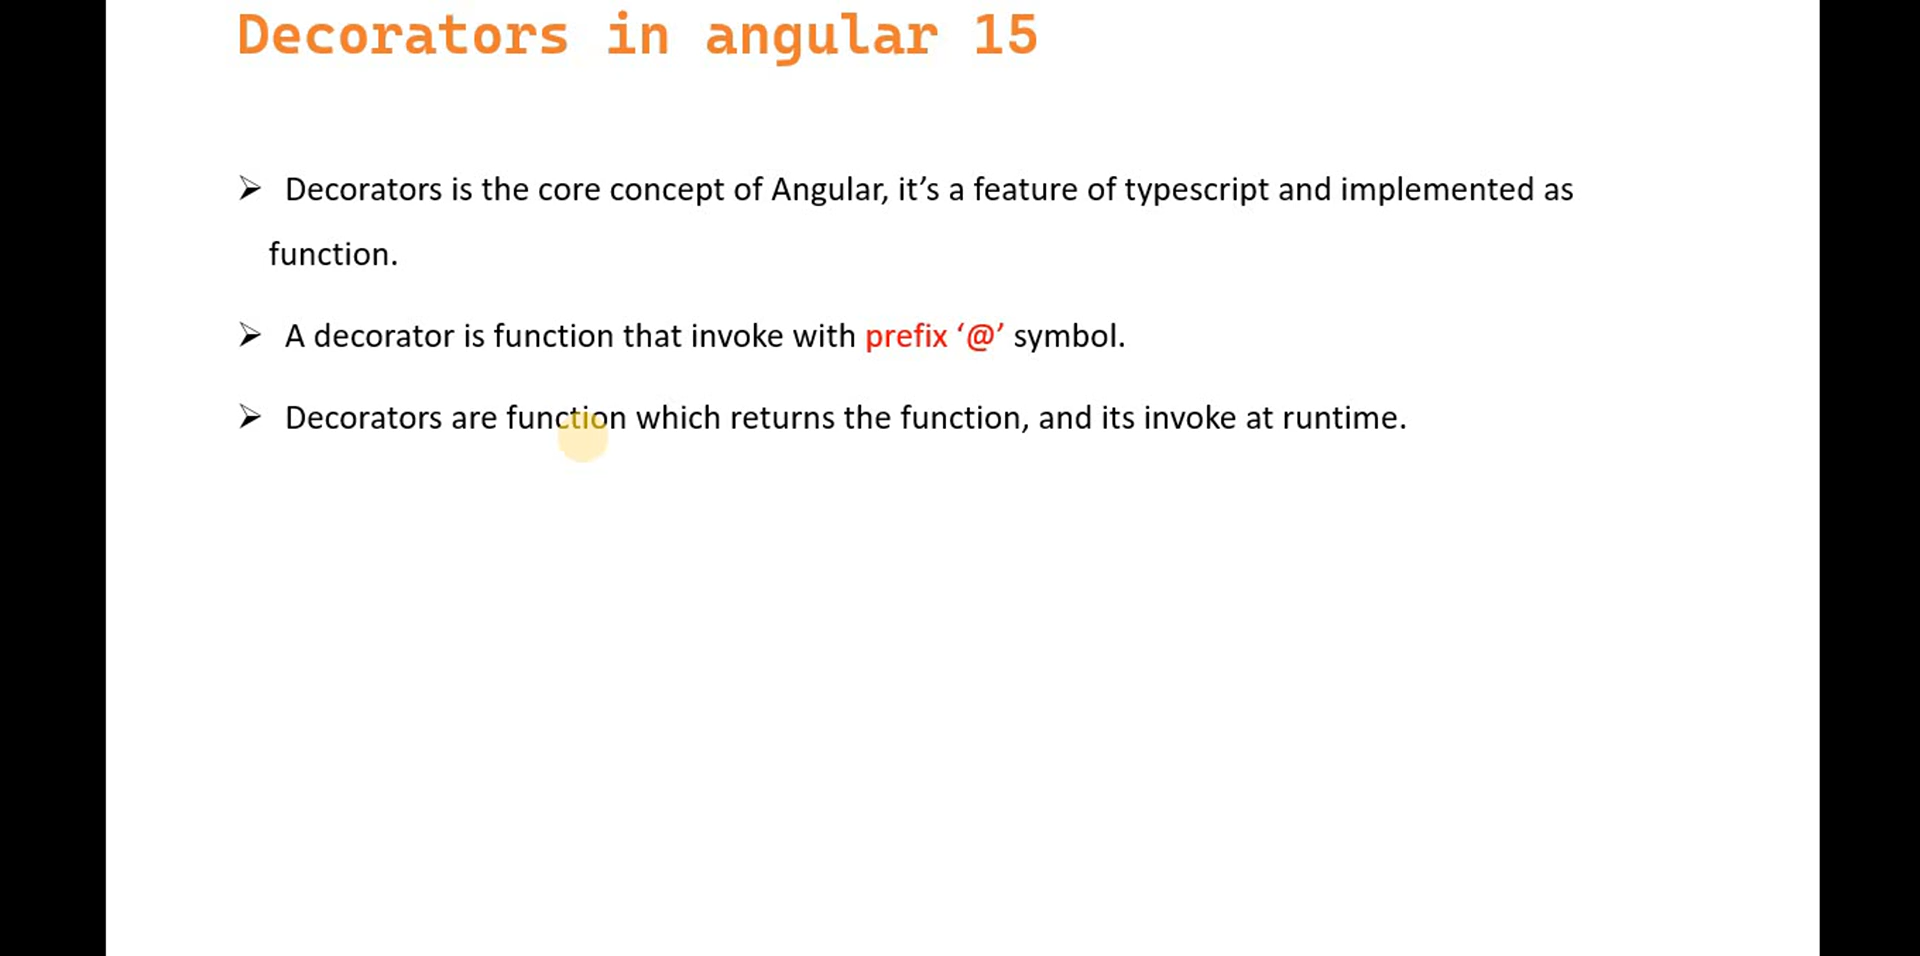 Decorators in angular 15
➢ Decorators is the core concept of Angular, it’s a feature of typescript and implemented as
function.
➢ A decorator is function that invoke with prefix ‘@’ symbol.
➢ Decorators are function which returns the function, and its invoke at runtime.